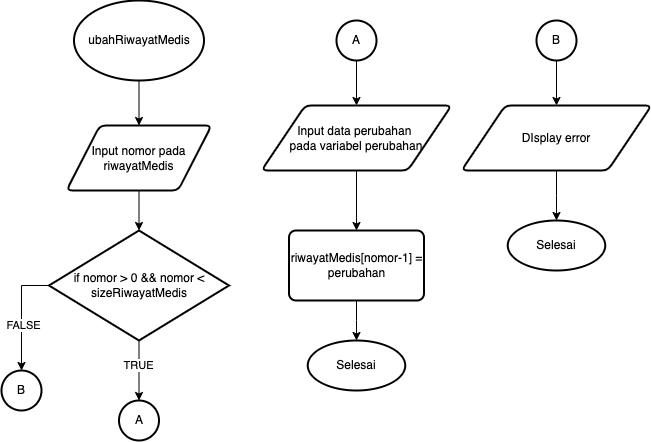 ubahRiwayatMedis
Input nomor pada
riwayatMedis
if nomor > 0 && nomor <
sizeRiwayatMedis
FALSE
TRUE
B
A
A
Input data perubahan
pada variabel perubahan
riwayatMedis[nomor-1] =
perubahan
Selesai
B
DIsplay error
Selesai